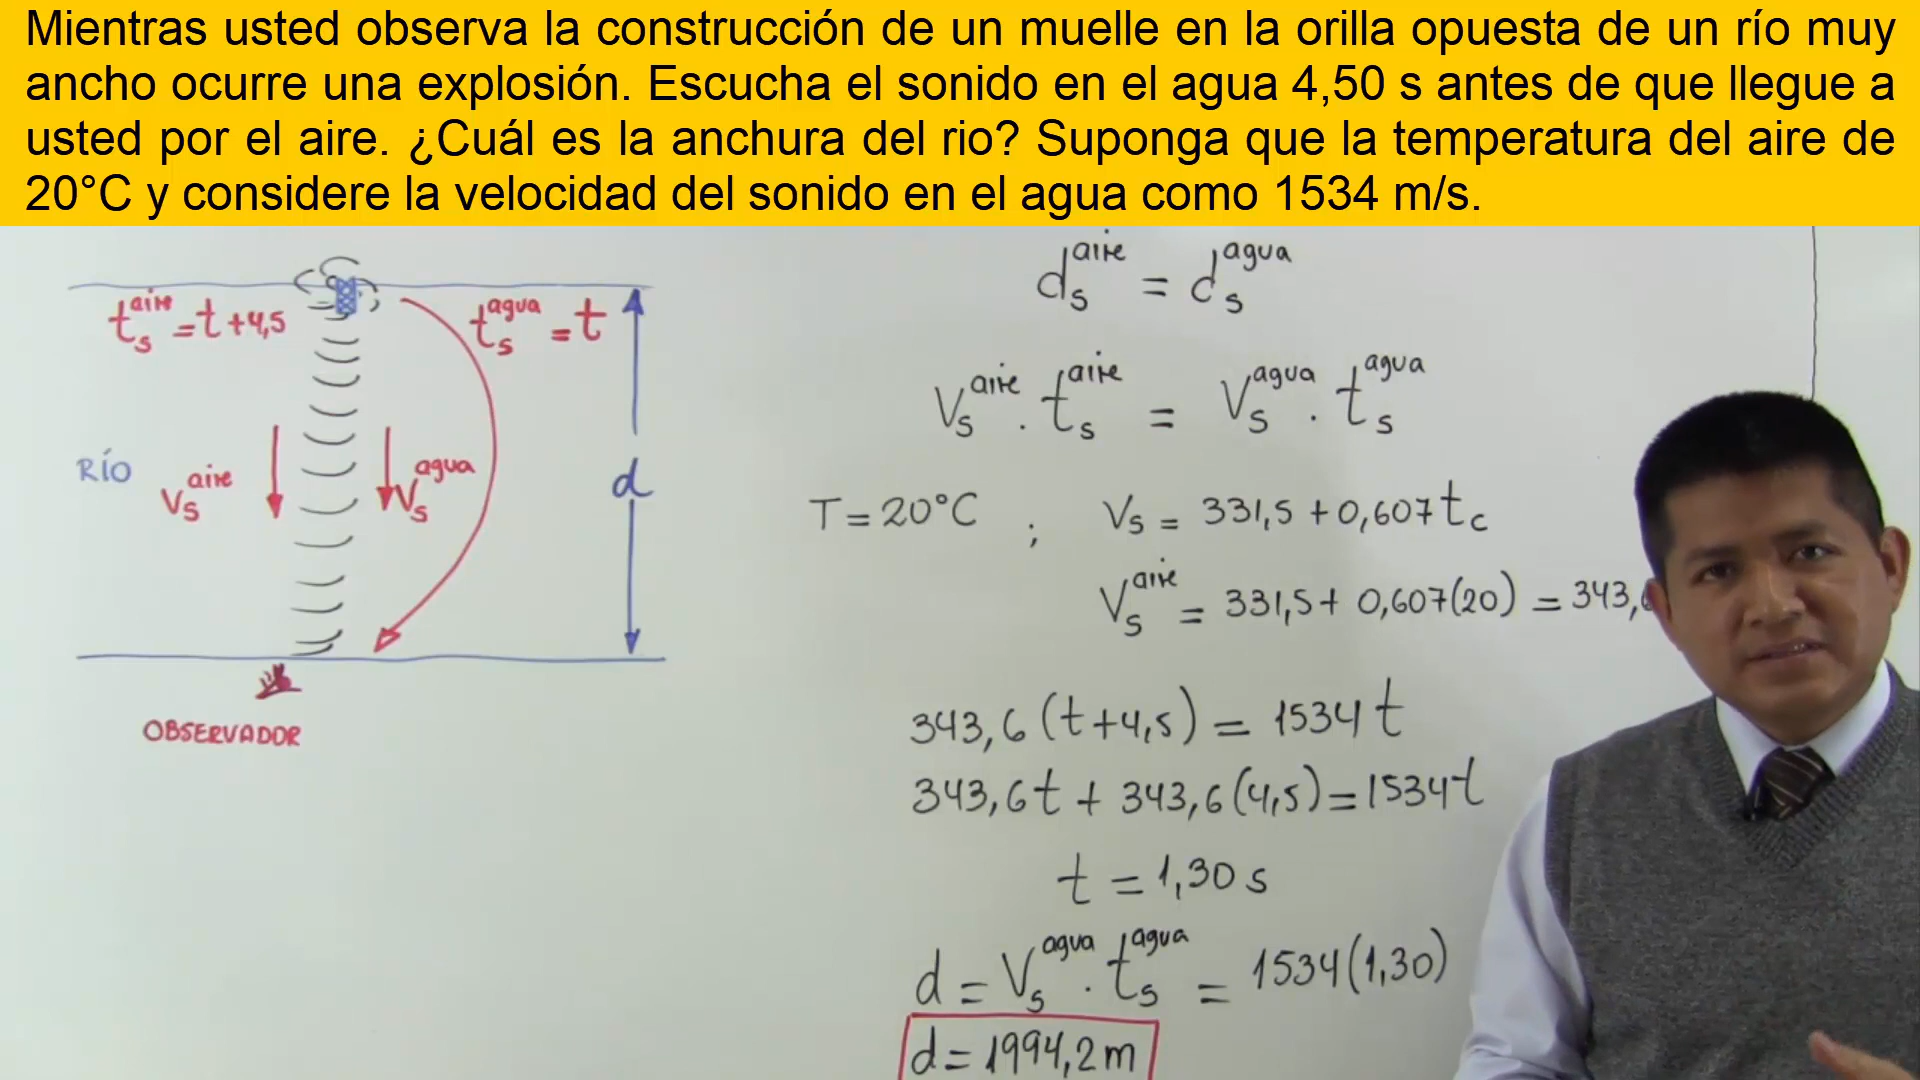 Mientras usted observa la construcción de un muelle en la orilla opuesta de un río muy
ancho ocurre una explosión. Escucha el sonido en el agua 4,50 s antes de que llegue a
usted por el aire. ¿Cuál es la anchura del rio? Suponga que la temperatura del aire de
20°C y considere la velocidad del sonido en el agua como 1534 m/s.
t_s^aire = t + 4,5
t_s^agua = t
RÍO
V_s^aire
V_s^agua
d
OBSERVADOR
d_s^aire = d_s^agua
V_s^aire . t_s^aire = V_s^agua . t_s^agua
T = 20°C ; V_s = 331,5 + 0,607 t_c
V_s^aire = 331,5 + 0,607(20) = 343,6
343,6 (t + 4,5) = 1534 t
343,6 t + 343,6 (4,5) = 1534 t
t = 1,30 s
d = V_s^agua . t_s^agua = 1534 (1,30)
d = 1994,2 m